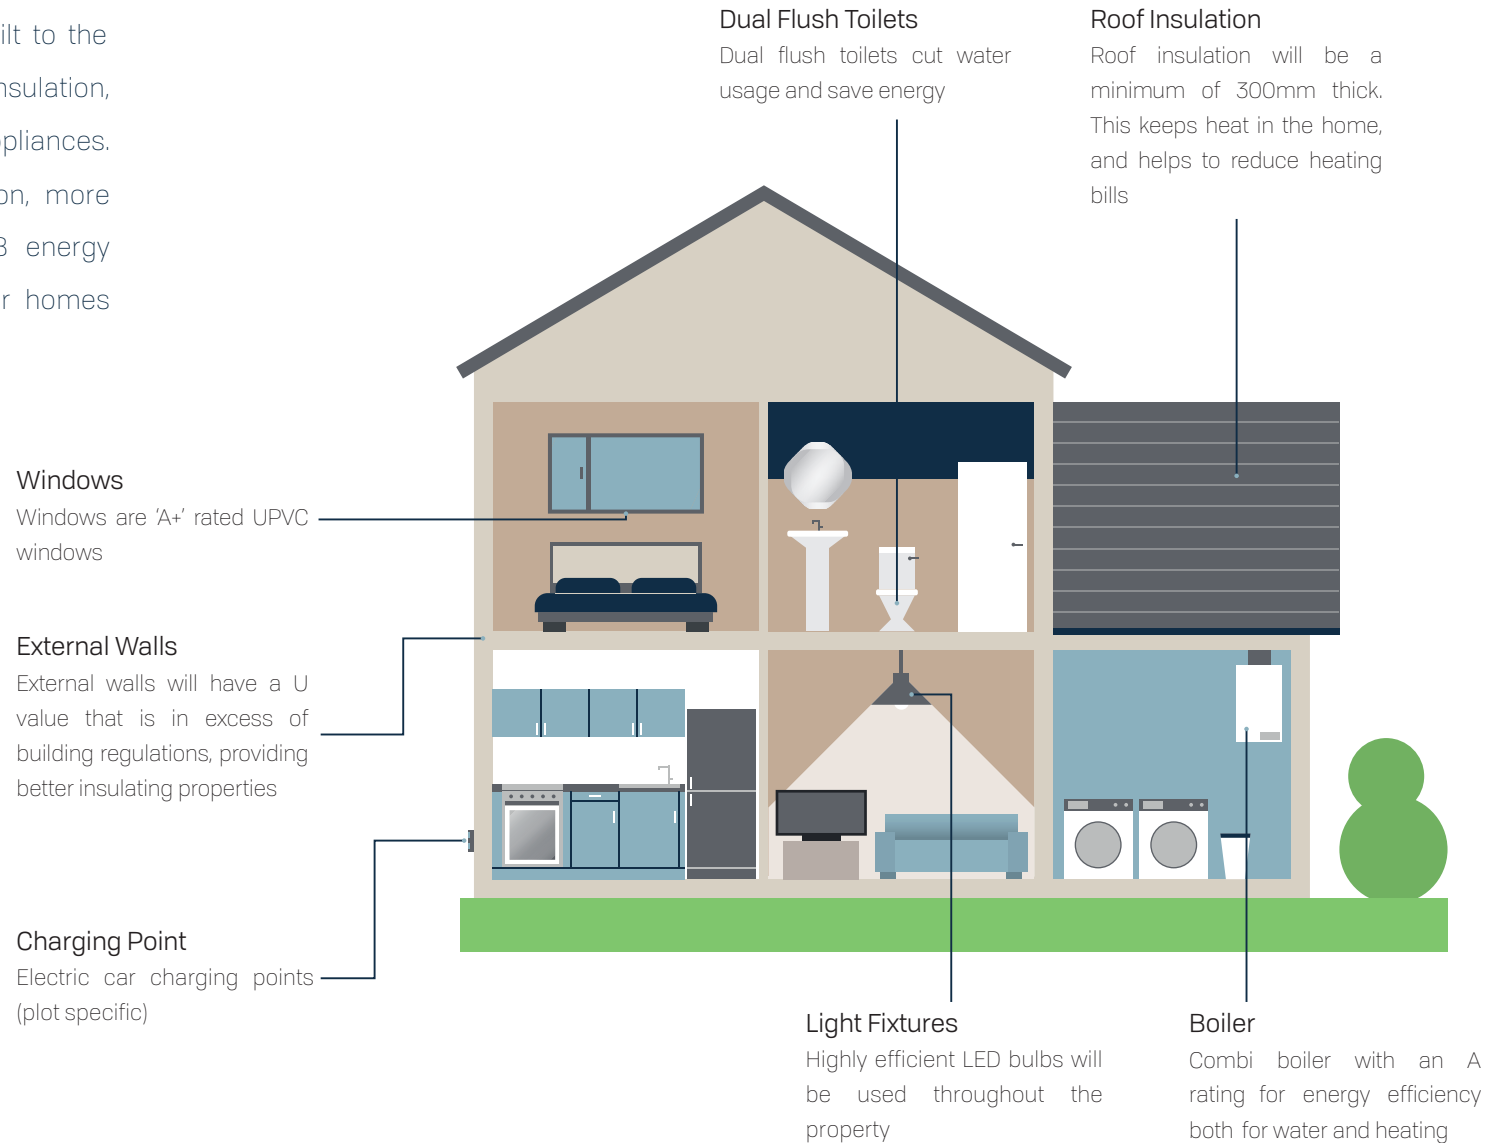 ilt to the
nsulation,
ppliances.
on, more
B energy
r homes
Dual Flush Toilets
Dual flush toilets cut water
usage and save energy
Roof Insulation
Roof insulation will be a
minimum of 300mm thick.
This keeps heat in the home,
and helps to reduce heating
bills
Windows
Windows are ‘A+’ rated UPVC
windows
External Walls
External walls will have a U
value that is in excess of
building regulations, providing
better insulating properties
Charging Point
Electric car charging points
(plot specific)
Light Fixtures
Highly efficient LED bulbs will
be used throughout the
property
Boiler
Combi boiler with an A
rating for energy efficiency
both for water and heating